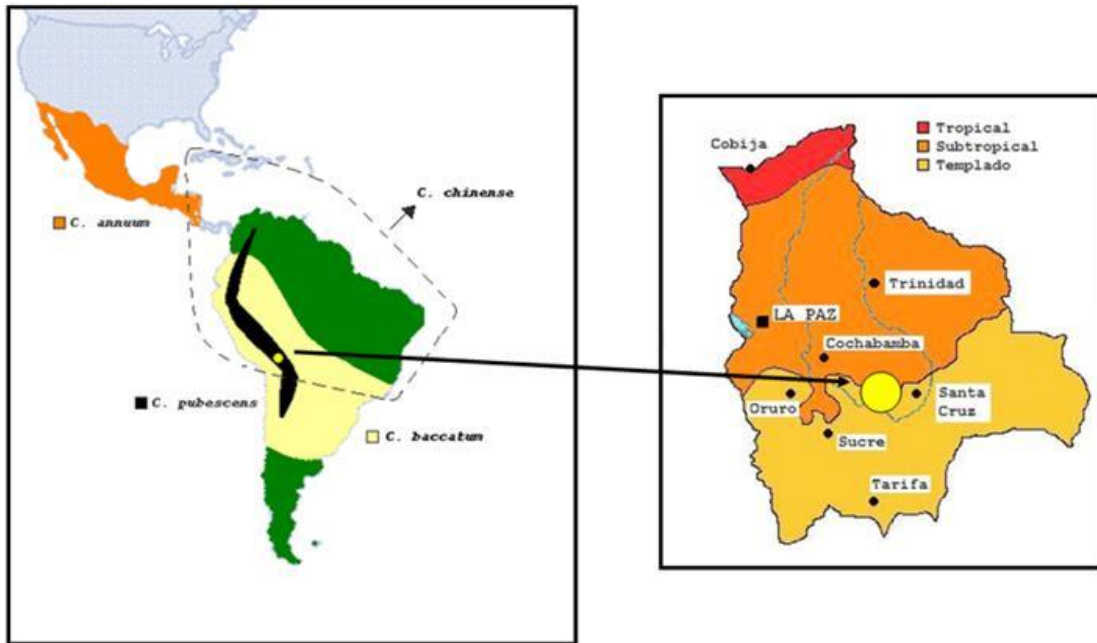 C. chinense
C. annuum
C. pubescens
C. baccatum
Tropical
Subtropical
Templado
Cobija
Trinidad
LA PAZ
Cochabamba
Oruro
Santa
Cruz
Sucre
Tarifa